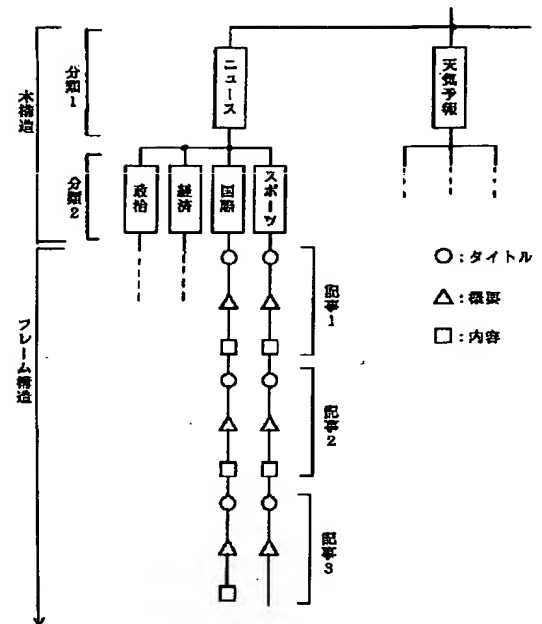 木構造
分類1
ニュース
天気予報
分類2
政治
経済
国際
スポーツ
フレーム構造
記事1
記事2
記事3
○:タイトル
△:概要
□:内容